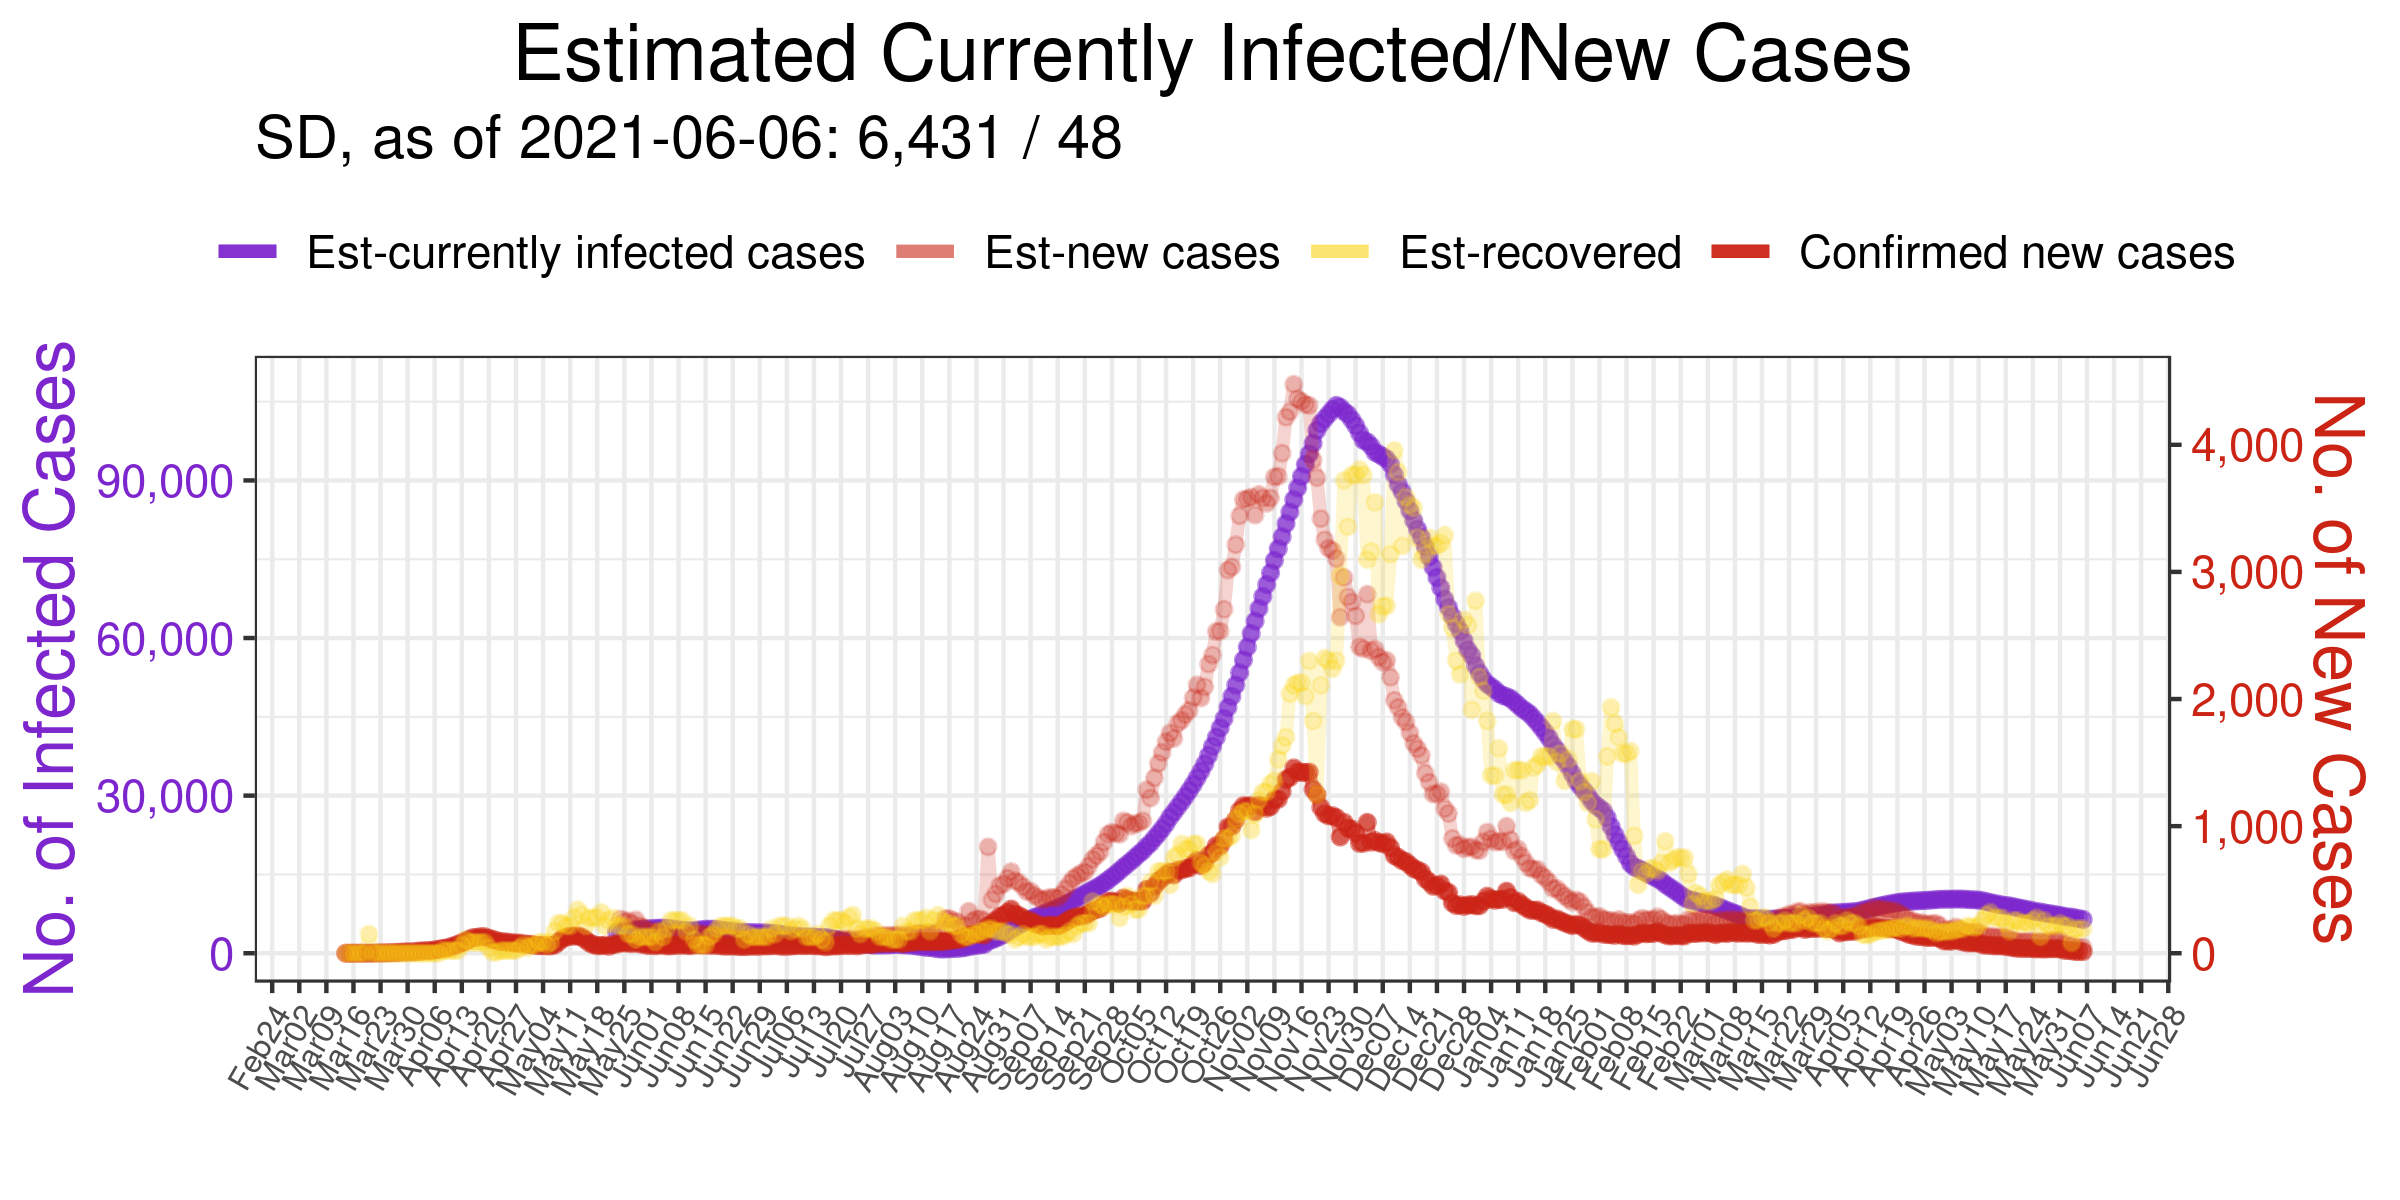 Estimated Currently Infected/New Cases
SD, as of 2021-06-06: 6,431 / 48
Est-currently infected cases Est-new cases Est-recovered Confirmed new cases
No. of Infected Cases
90,000
60,000
30,000
0
4,000
3,000
2,000
1,000
0
No. of New Cases
Feb24 Mar02 Mar09 Mar16 Mar23 Mar30 Apr06 Apr13 Apr20 Apr27 May04 May11 May18 May25 Jun01 Jun08 Jun15 Jun22 Jun29 Jul06 Jul13 Jul20 Jul27 Aug03 Aug10 Aug17 Aug24 Aug31 Sep07 Sep14 Sep21 Sep28 Oct05 Oct12 Oct19 Oct26 Nov02 Nov09 Nov16 Nov23 Nov30 Dec07 Dec14 Dec21 Dec28 Jan04 Jan11 Jan18 Jan25 Feb01 Feb08 Feb15 Feb22 Mar01 Mar08 Mar15 Mar22 Mar29 Apr05 Apr12 Apr19 Apr26 May03 May10 May17 May24 May31 Jun07 Jun14 Jun21 Jun28